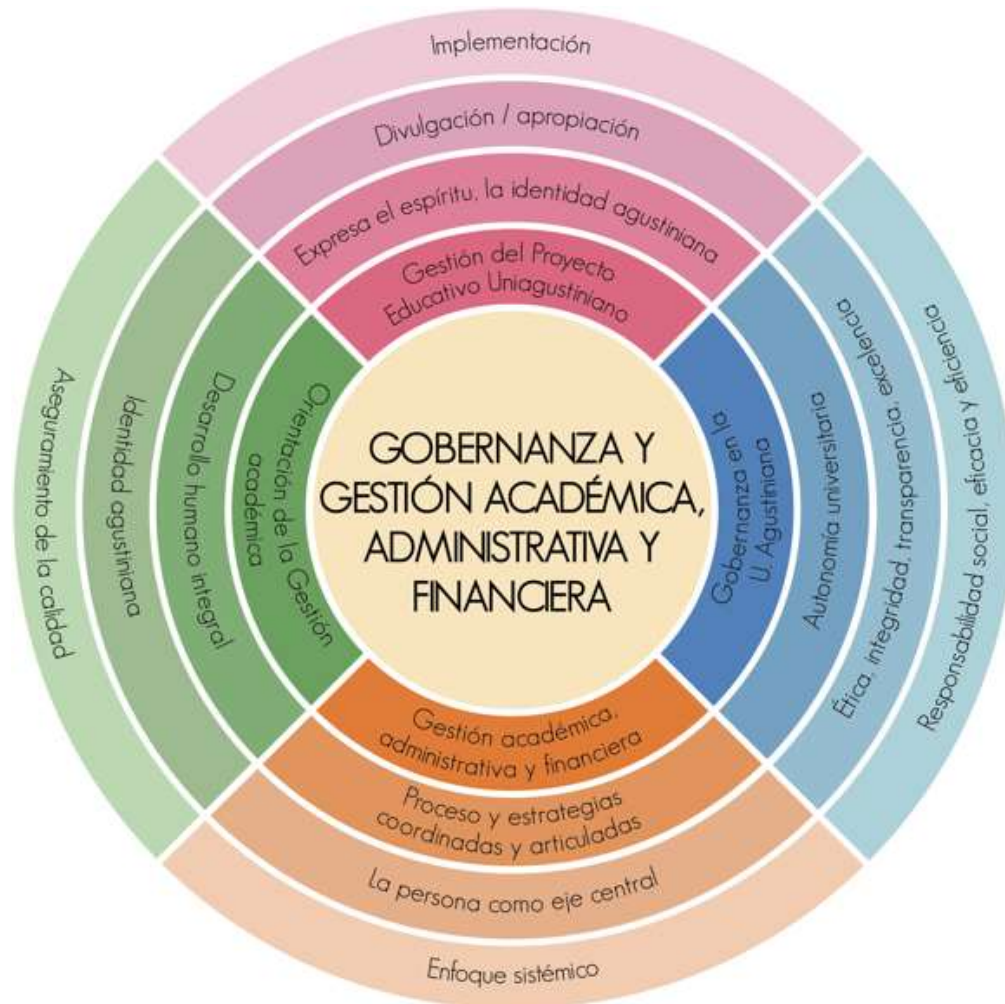 Implementación
Divulgación / apropiación
Expresa el espíritu, la identidad agustiniana
Gestión del Proyecto
Educativo Uniagustiniano
GOBERNANZA Y
GESTIÓN ACADÉMICA,
ADMINISTRATIVA Y
FINANCIERA
Gobernanza en la
U. Agustiniana
Autonomía universitaria
Ética, integridad, transparencia, excelencia
Responsabilidad social, eficacia y eficiencia
Gestión académica,
administrativa y financiera
Proceso y estrategias
coordinadas y articuladas
La persona como eje central
Enfoque sistémico
Orientación de la Gestión
académica
Desarrollo humano integral
Identidad agustiniana
Aseguramiento de la calidad